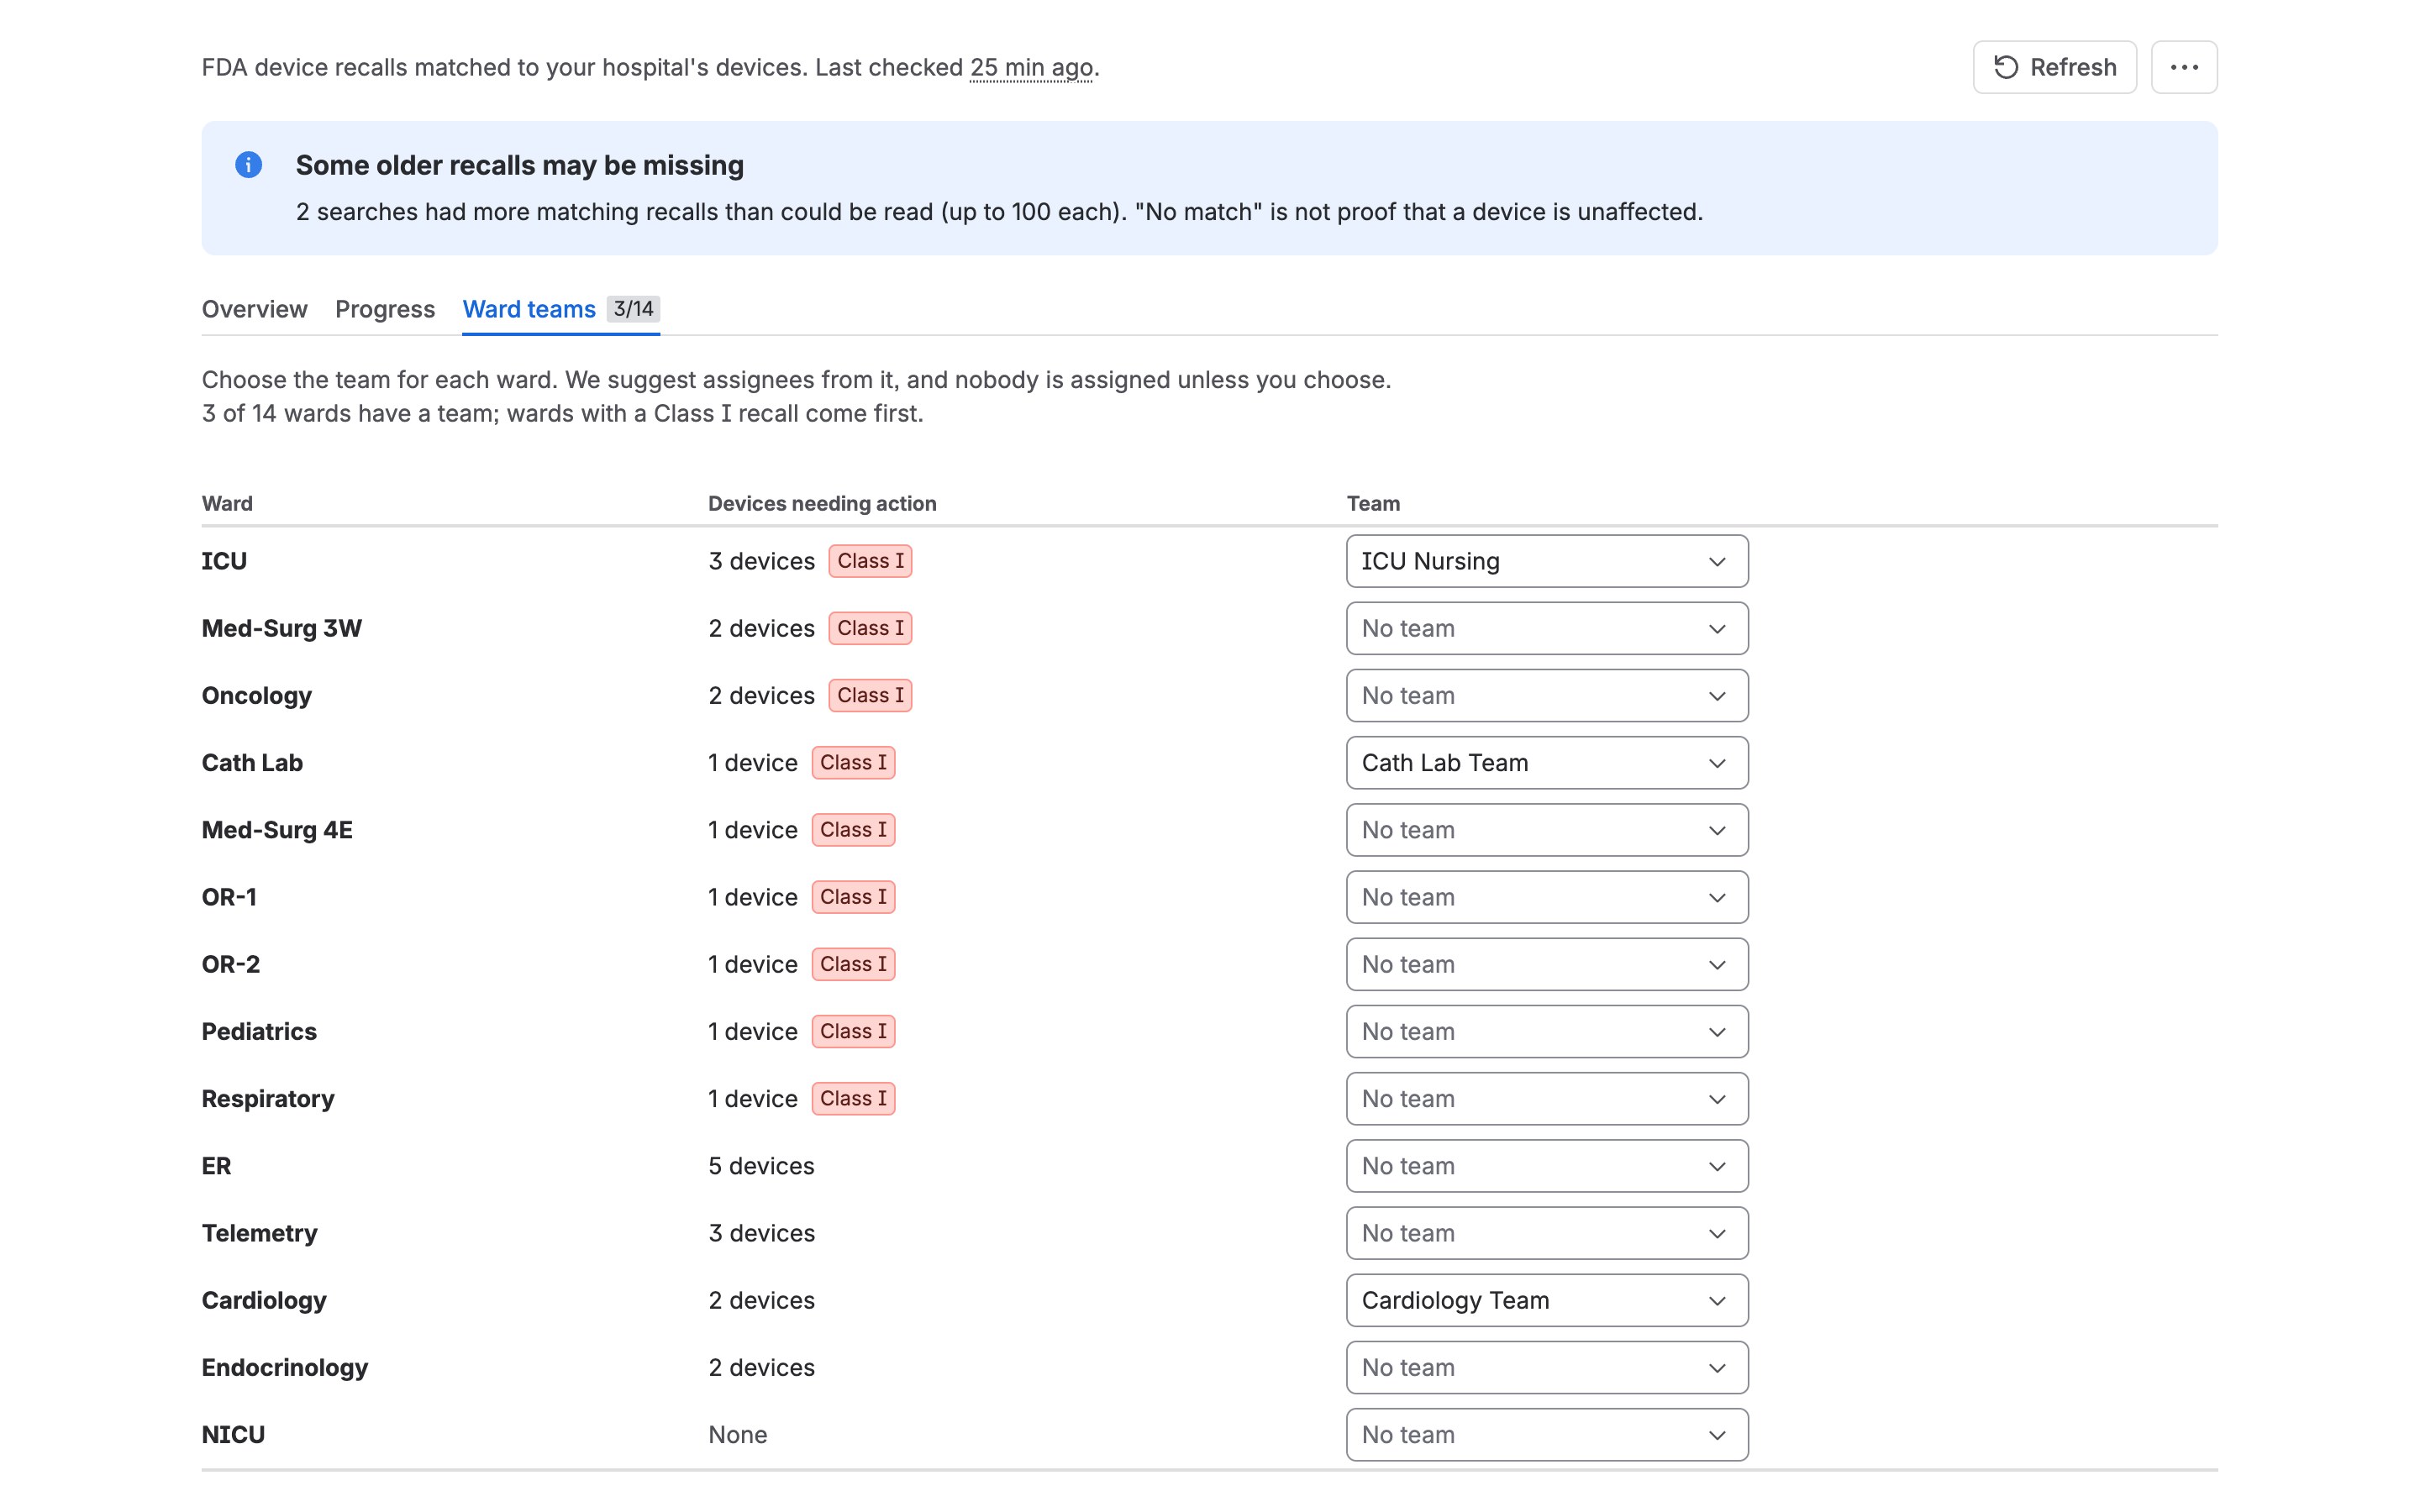 FDA device recalls matched to your hospital's devices. Last checked 25 min ago.
Refresh
Some older recalls may be missing
2 searches had more matching recalls than could be read (up to 100 each). "No match" is not proof that a device is unaffected.
Overview Progress Ward teams 3/14
Choose the team for each ward. We suggest assignees from it, and nobody is assigned unless you choose.
3 of 14 wards have a team; wards with a Class I recall come first.
Ward Devices needing action Team
ICU 3 devices Class I ICU Nursing
Med-Surg 3W 2 devices Class I No team
Oncology 2 devices Class I No team
Cath Lab 1 device Class I Cath Lab Team
Med-Surg 4E 1 device Class I No team
OR-1 1 device Class I No team
OR-2 1 device Class I No team
Pediatrics 1 device Class I No team
Respiratory 1 device Class I No team
ER 5 devices No team
Telemetry 3 devices No team
Cardiology 2 devices Cardiology Team
Endocrinology 2 devices No team
NICU None No team